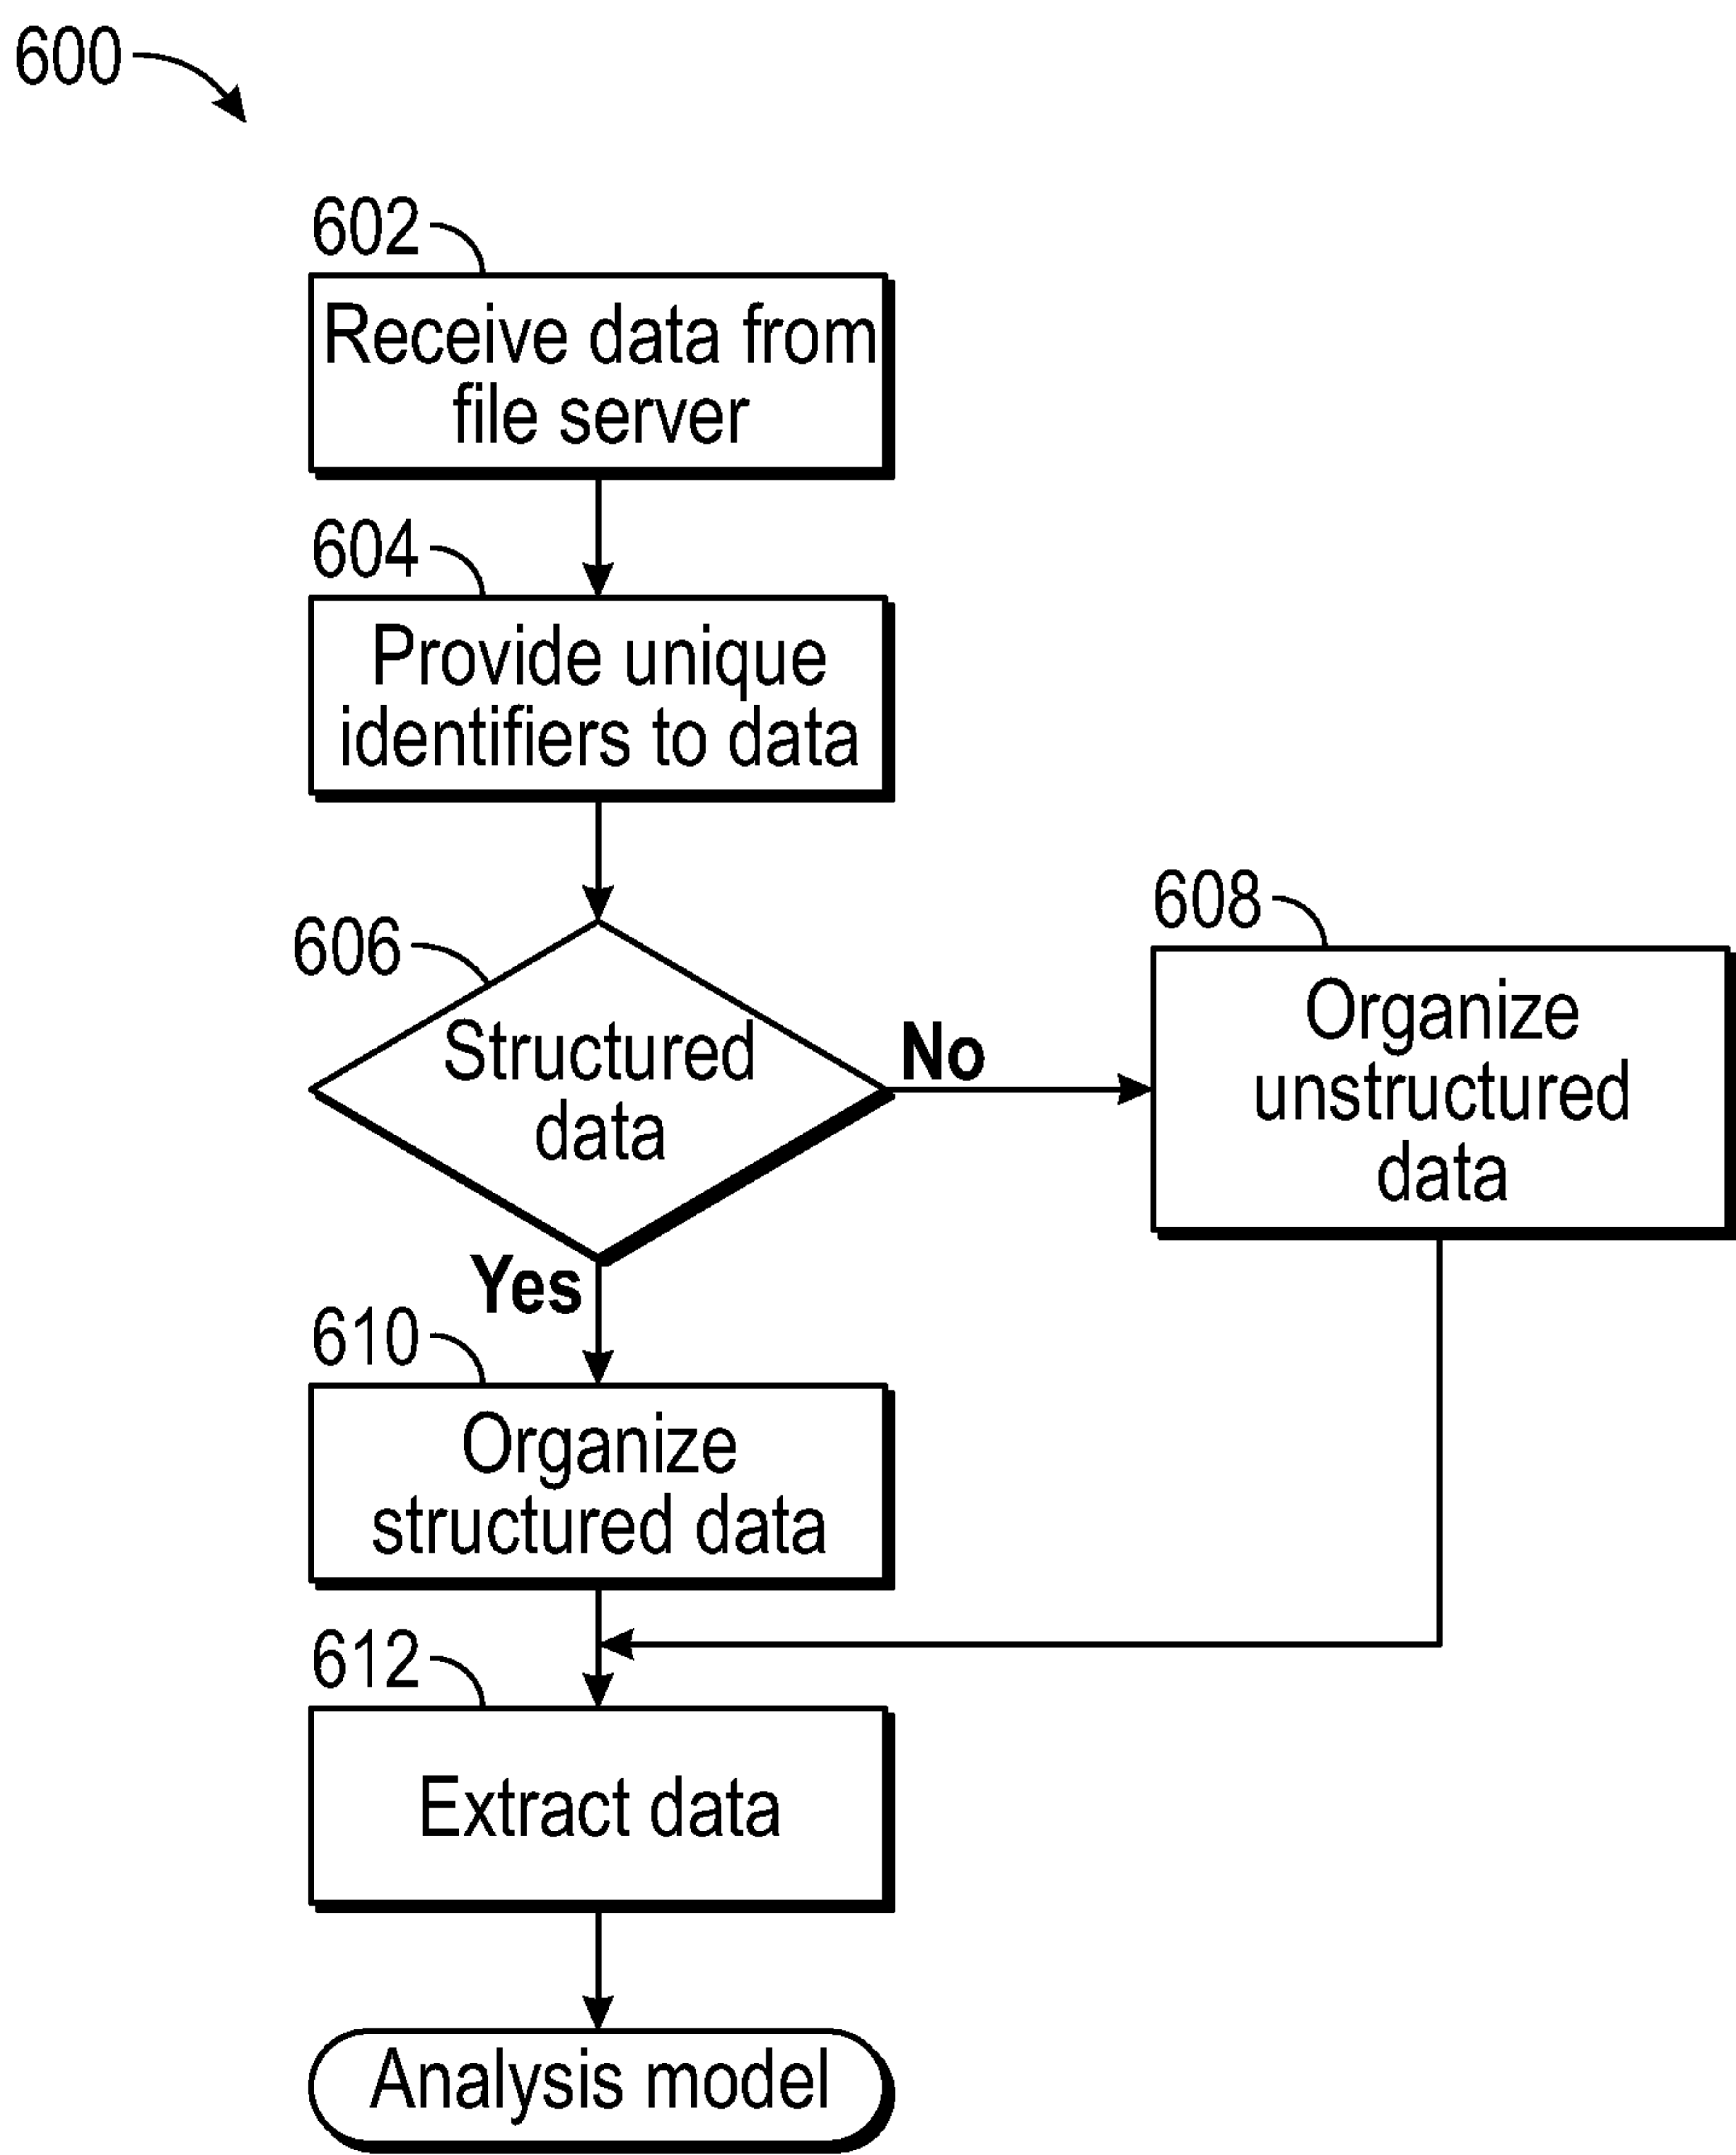 600
602
Receive data from
file server
604
Provide unique
identifiers to data
606
Structured
data
No
608
Organize
unstructured
data
Yes
610
Organize
structured data
612
Extract data
Analysis model